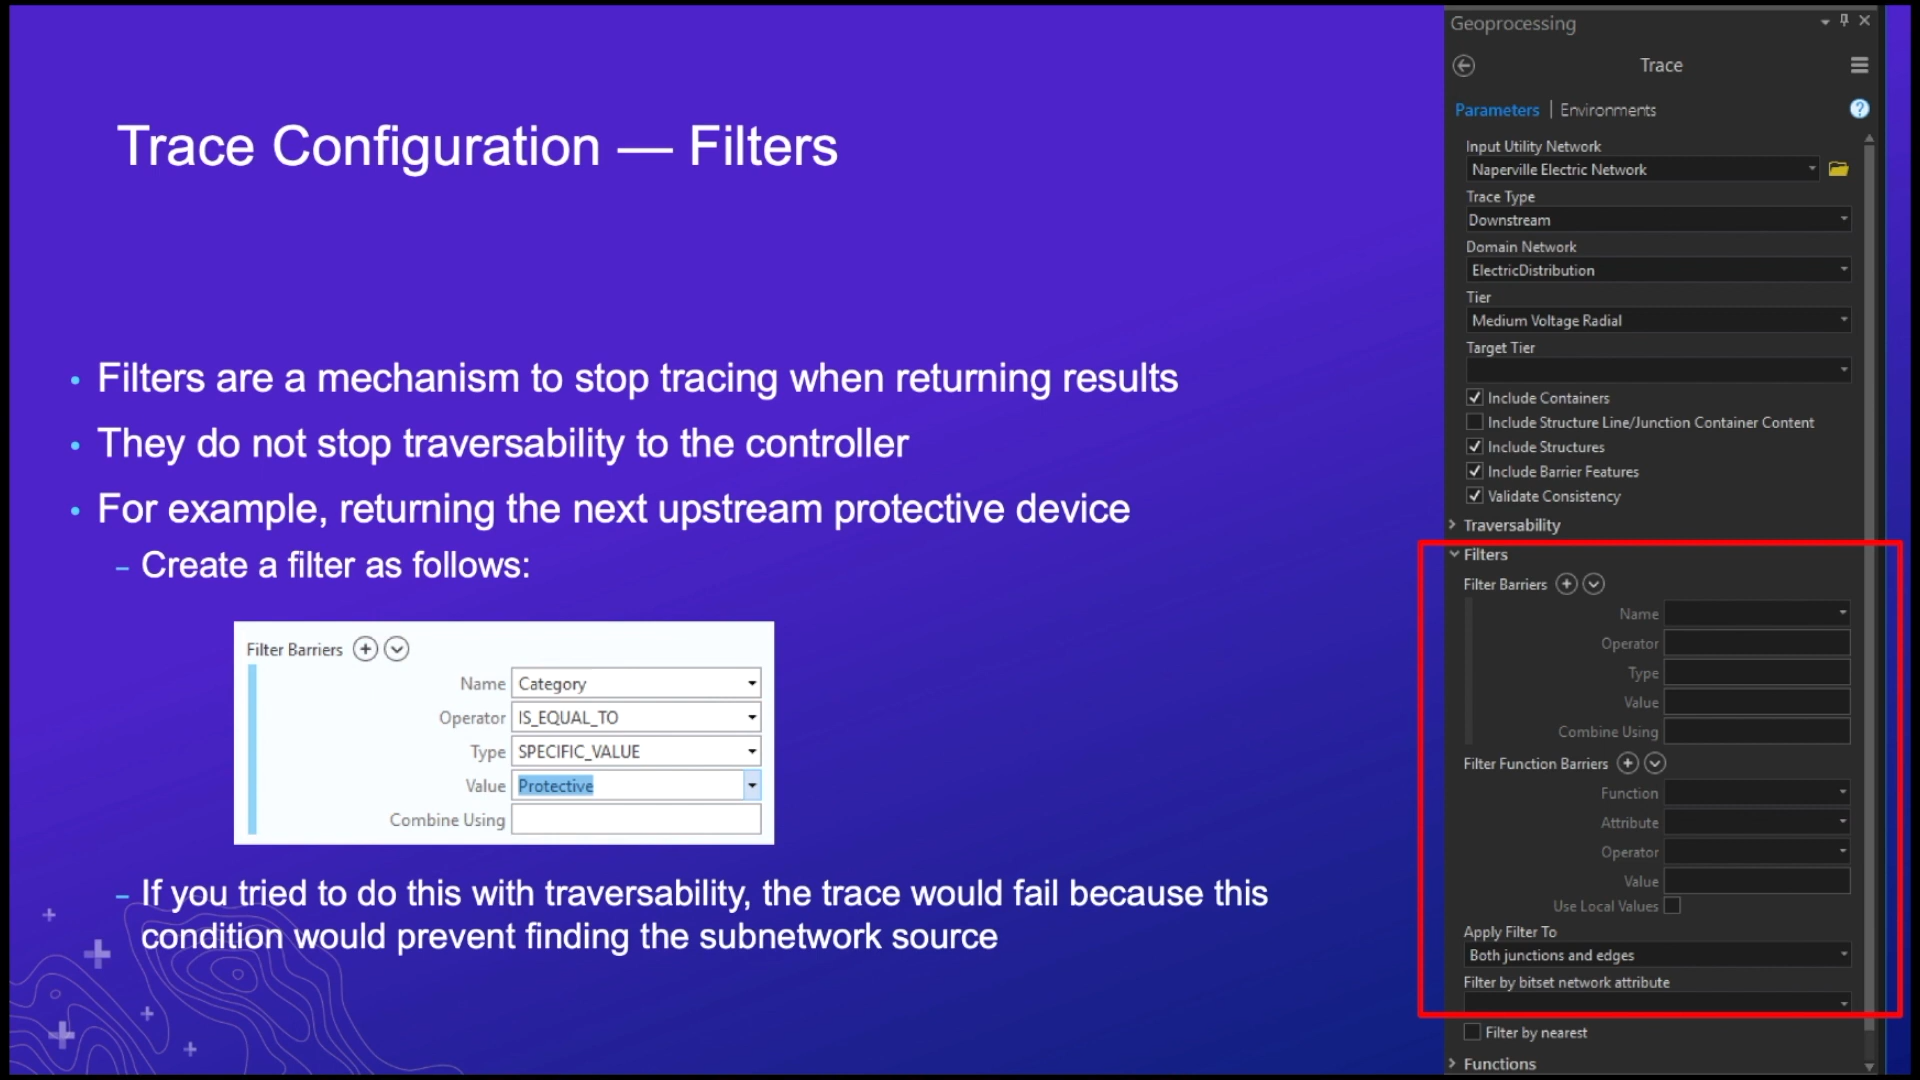 Trace Configuration — Filters
• Filters are a mechanism to stop tracing when returning results
• They do not stop traversability to the controller
• For example, returning the next upstream protective device
– Create a filter as follows:
Filter Barriers
Name Category
Operator IS_EQUAL_TO
Type SPECIFIC_VALUE
Value Protective
Combine Using
– If you tried to do this with traversability, the trace would fail because this
condition would prevent finding the subnetwork source
Geoprocessing
Trace
Parameters | Environments
Input Utility Network
Naperville Electric Network
Trace Type
Downstream
Domain Network
ElectricDistribution
Tier
Medium Voltage Radial
Target Tier
Include Containers
Include Structure Line/Junction Container Content
Include Structures
Include Barrier Features
Validate Consistency
Traversability
Filters
Filter Barriers
Name
Operator
Type
Value
Combine Using
Filter Function Barriers
Function
Attribute
Operator
Value
Use Local Values
Apply Filter To
Both junctions and edges
Filter by bitset network attribute
Filter by nearest
Functions